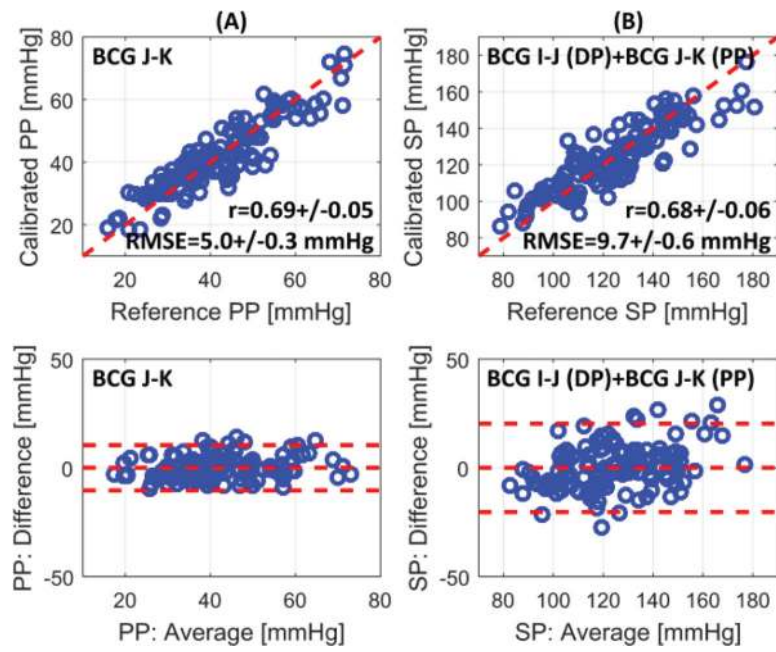 (A)
BCG J-K
Calibrated PP [mmHg]
80
60
40
20
r=0.69+/-0.05
RMSE=5.0+/-0.3 mmHg
20 40 60 80
Reference PP [mmHg]
(B)
BCG I-J (DP)+BCG J-K (PP)
Calibrated SP [mmHg]
180
160
140
120
100
80
r=0.68+/-0.06
RMSE=9.7+/-0.6 mmHg
80 100 120 140 160 180
Reference SP [mmHg]
BCG J-K
PP: Difference [mmHg]
50
0
-50
20 40 60 80
PP: Average [mmHg]
BCG I-J (DP)+BCG J-K (PP)
SP: Difference [mmHg]
50
0
-50
80 100 120 140 160 180
SP: Average [mmHg]